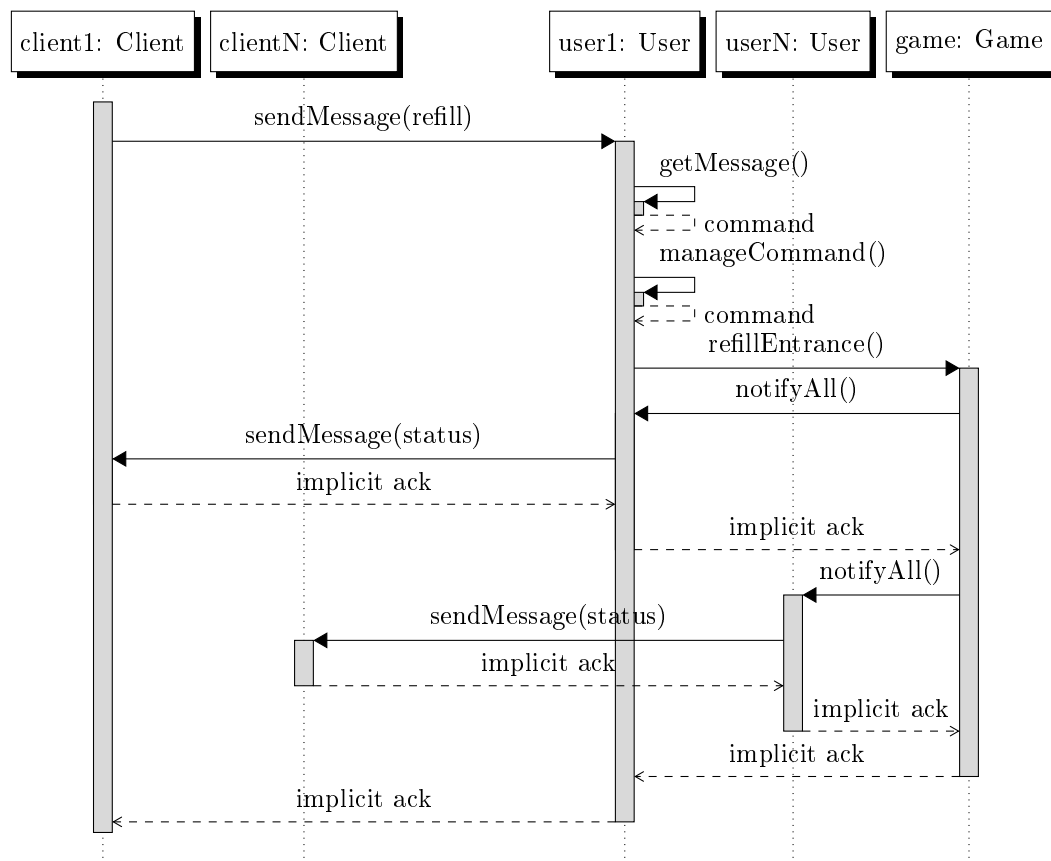 client1: Client
clientN: Client
user1: User
userN: User
game: Game
sendMessage(refill)
getMessage()
command
manageCommand()
command
refillEntrance()
notifyAll()
sendMessage(status)
implicit ack
implicit ack
notifyAll()
sendMessage(status)
implicit ack
implicit ack
implicit ack
implicit ack